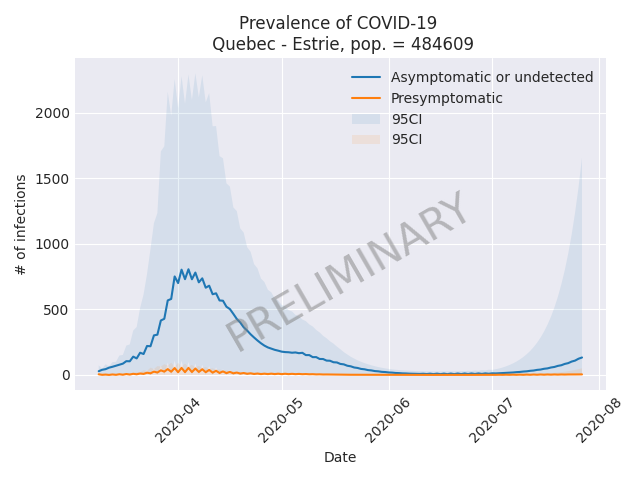 Prevalence of COVID-19
Quebec - Estrie, pop. = 484609
Asymptomatic or undetected
Presymptomatic
95CI
95CI
2000
1500
1000
500
0
# of infections
PRELIMINARY
2020-04
2020-05
2020-06
2020-07
2020-08
Date